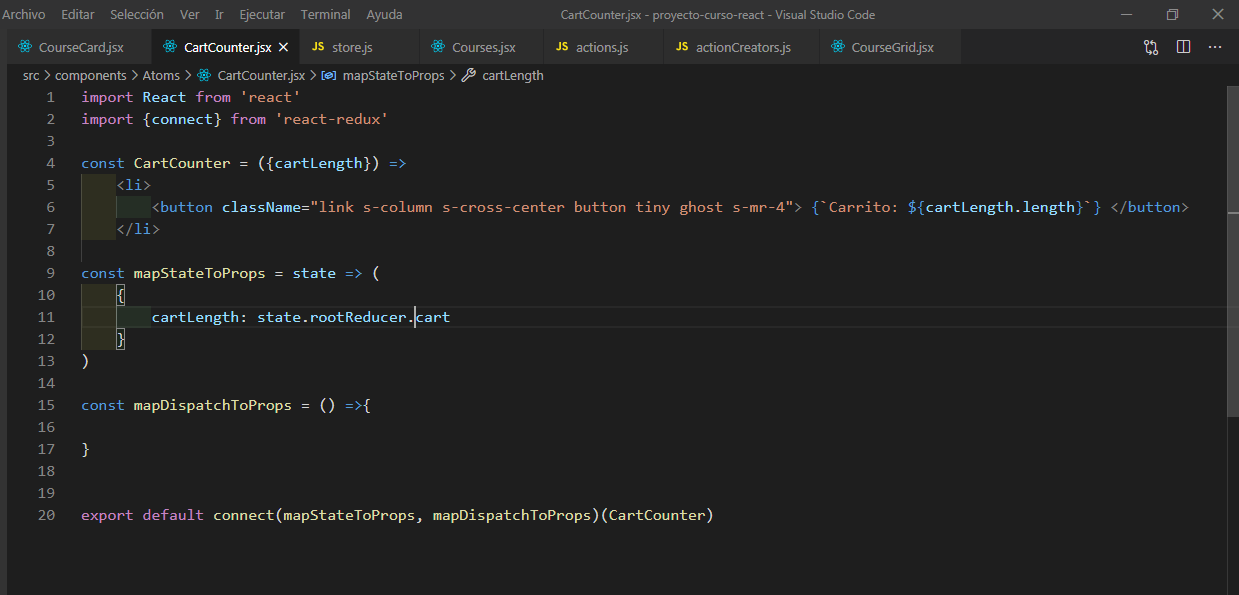 Archivo Editar Selección Ver Ir Ejecutar Terminal Ayuda CartCounter.jsx - proyecto-curso-react - Visual Studio Code
CourseCard.jsx CartCounter.jsx JS store.js Courses.jsx JS actions.js JS actionCreators.js CourseGrid.jsx
src > components > Atoms > CartCounter.jsx > mapStateToProps > cartLength
1 import React from 'react'
2 import {connect} from 'react-redux'
3
4 const CartCounter = ({cartLength}) =>
5 <li>
6 <button className="link s-column s-cross-center button tiny ghost s-mr-4"> {`Carrito: ${cartLength.length}`} </button>
7 </li>
8
9 const mapStateToProps = state => (
10 {
11 cartLength: state.rootReducer.cart
12 }
13 )
14
15 const mapDispatchToProps = () =>{
16
17 }
18
19
20 export default connect(mapStateToProps, mapDispatchToProps)(CartCounter)